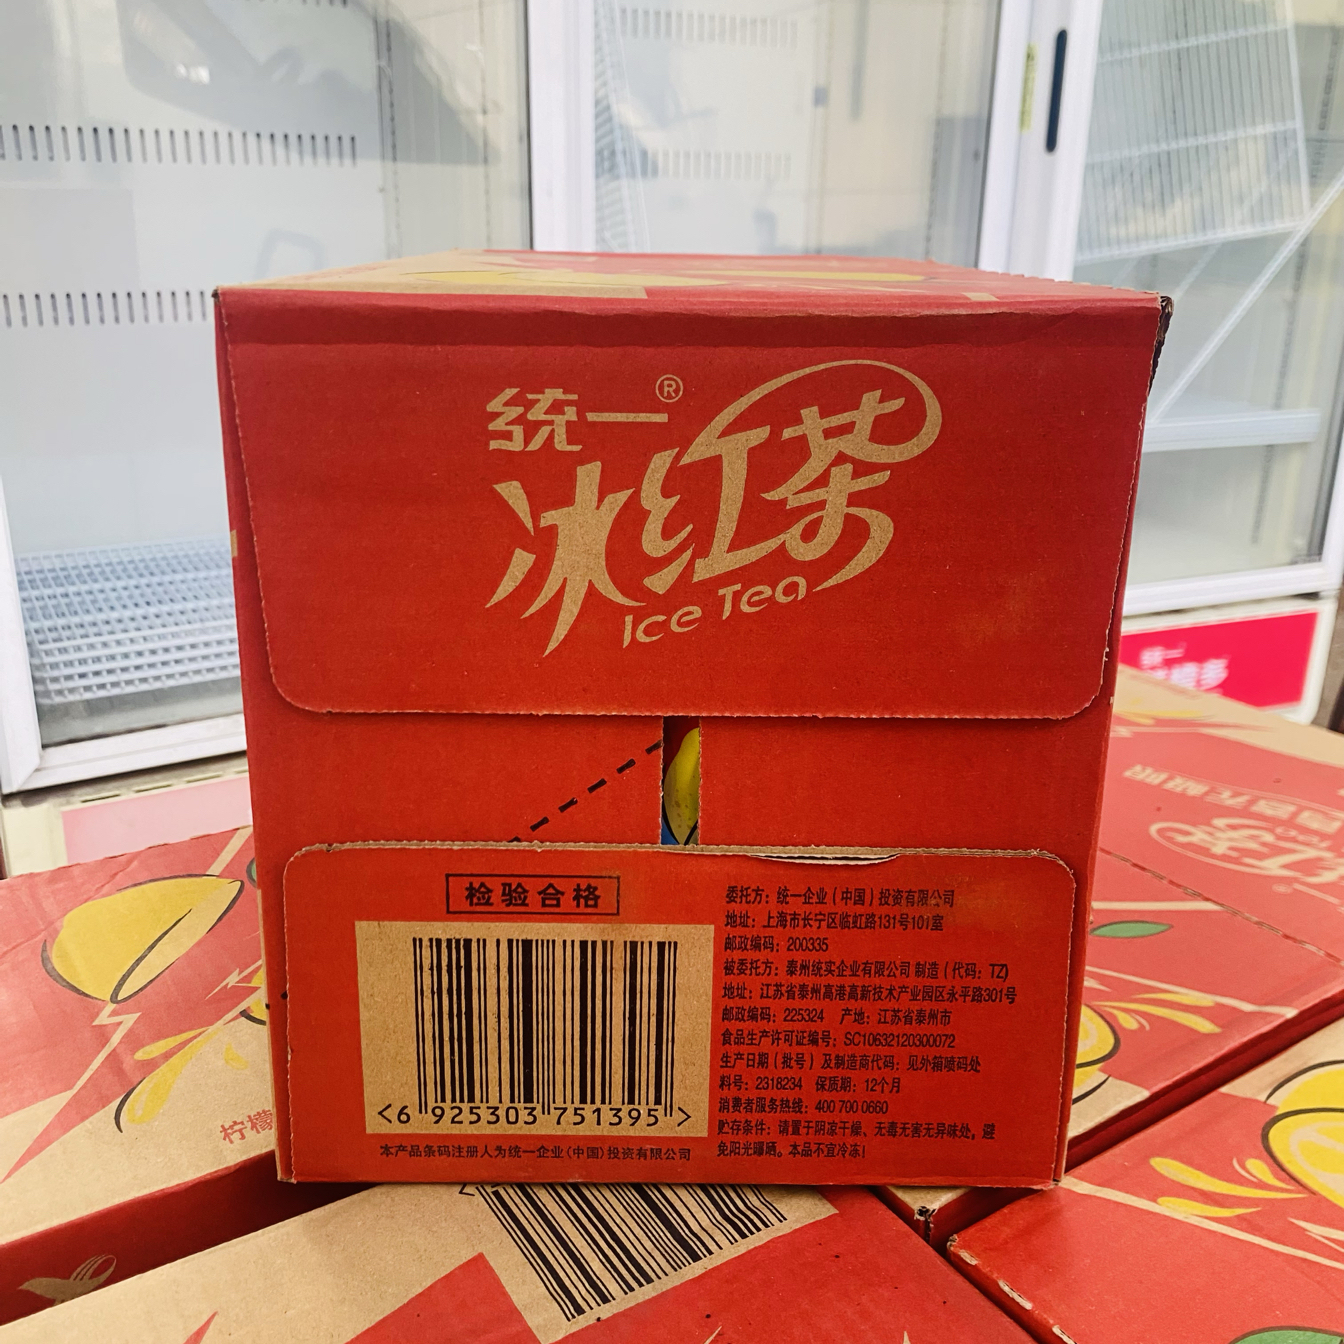 统一®
冰红茶
Ice Tea
检验合格
<6 925303 751395>
本产品条码注册人为统一企业(中国)投资有限公司
委托方：统一企业（中国）投资有限公司
地址：上海市长宁区临虹路131号101室
邮政编码：200335
被委托方：泰州统实企业有限公司 制造（代码：TZ）
地址：江苏省泰州高港高新技术产业园区永平路301号
邮政编码：225324 产地：江苏省泰州市
食品生产许可证编号：SC10632120300072
生产日期（批号）及制造商代码：见外箱喷码处
料号：2318234 保质期：12个月
消费者服务热线：400 700 0660
贮存条件：请置于阴凉干燥、无毒无害无异味处，避
免阳光曝晒。本品不宜冷冻！
统一
柠檬